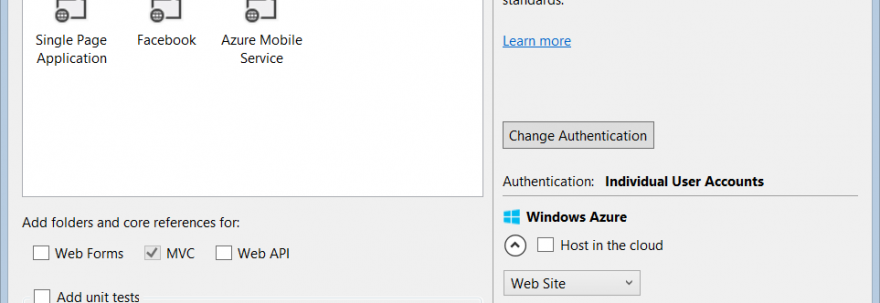 Single Page
Application
Facebook
Azure Mobile
Service
Add folders and core references for:
Web Forms
MVC
Web API
Add unit tests
standards.
Learn more
Change Authentication
Authentication: Individual User Accounts
Windows Azure
Host in the cloud
Web Site